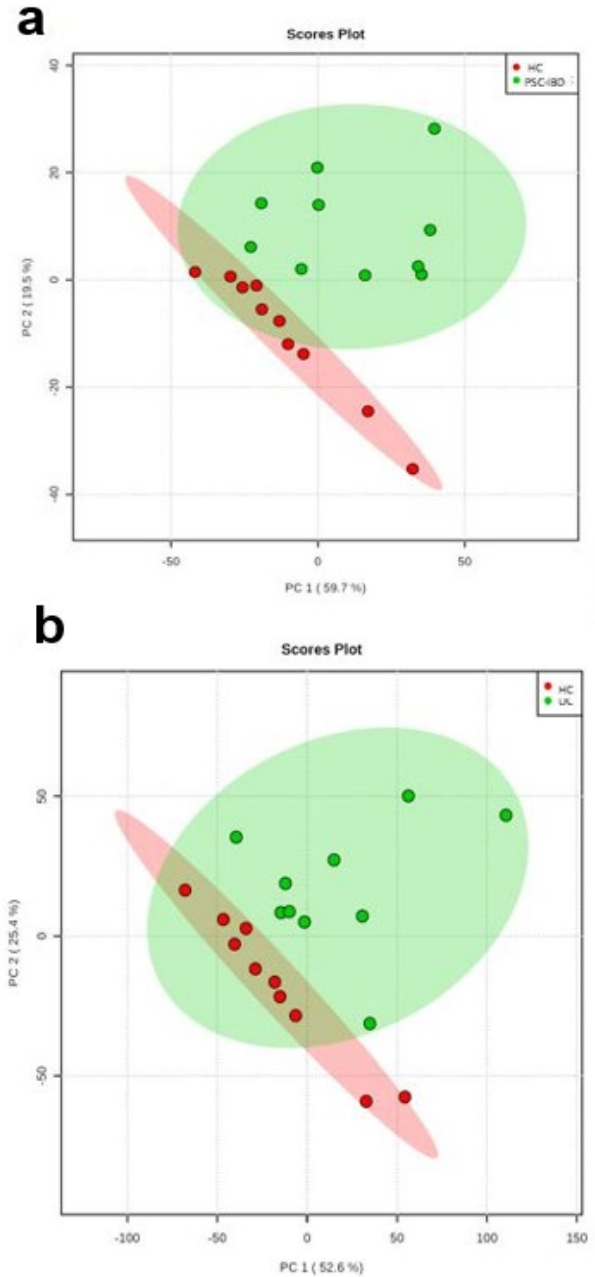 a
Scores Plot
HC
PSC-IBD
40
20
0
-20
-40
PC 2 ( 19.5 %)
-50
0
50
PC 1 ( 59.7 %)
b
Scores Plot
HC
UC
50
0
-50
PC 2 ( 25.4 %)
-100
-50
0
50
100
150
PC 1 ( 52.6 %)